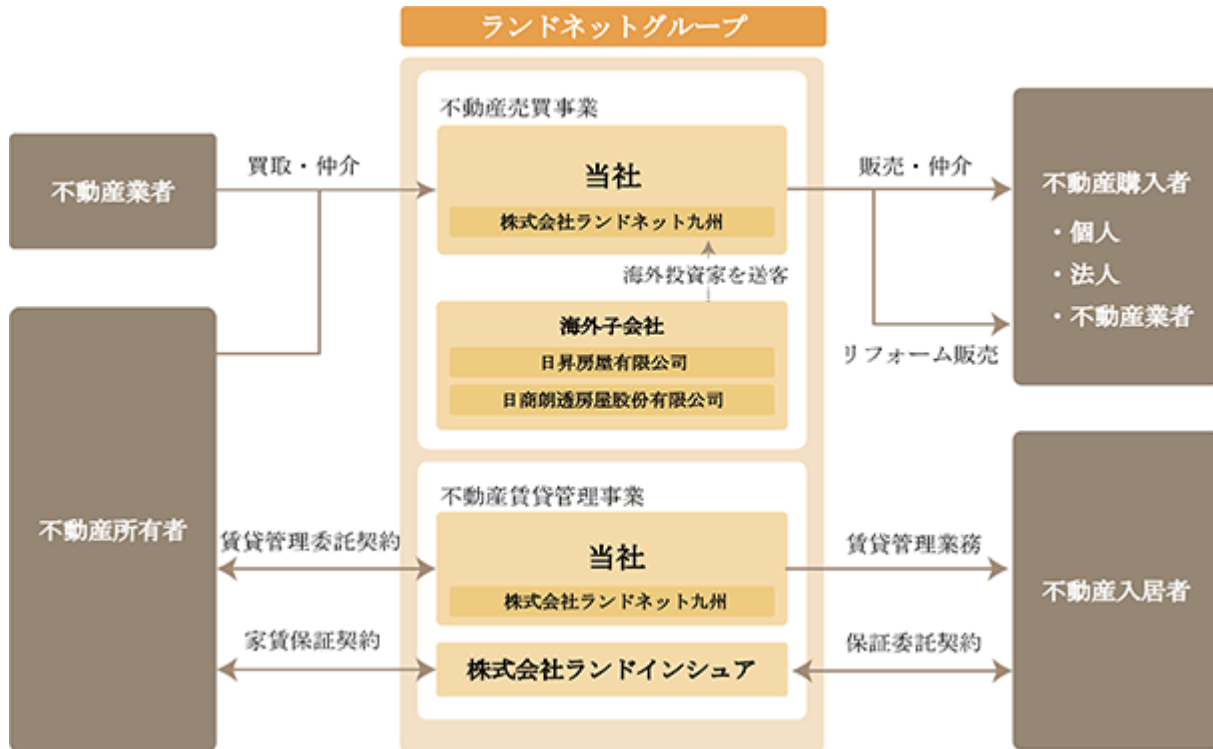 ランドネットグループ
不動産売買事業
不動産業者
買取・仲介
当社
株式会社ランドネット九州
販売・仲介
不動産購入者
・個人
・法人
・不動産業者
海外投資家を送客
海外子会社
日昇房屋有限公司
日商朗透房屋股份有限公司
リフォーム販売
不動産賃貸管理事業
不動産所有者
賃貸管理委託契約
当社
株式会社ランドネット九州
賃貸管理業務
不動産入居者
家賃保証契約
株式会社ランドインシュア
保証委託契約